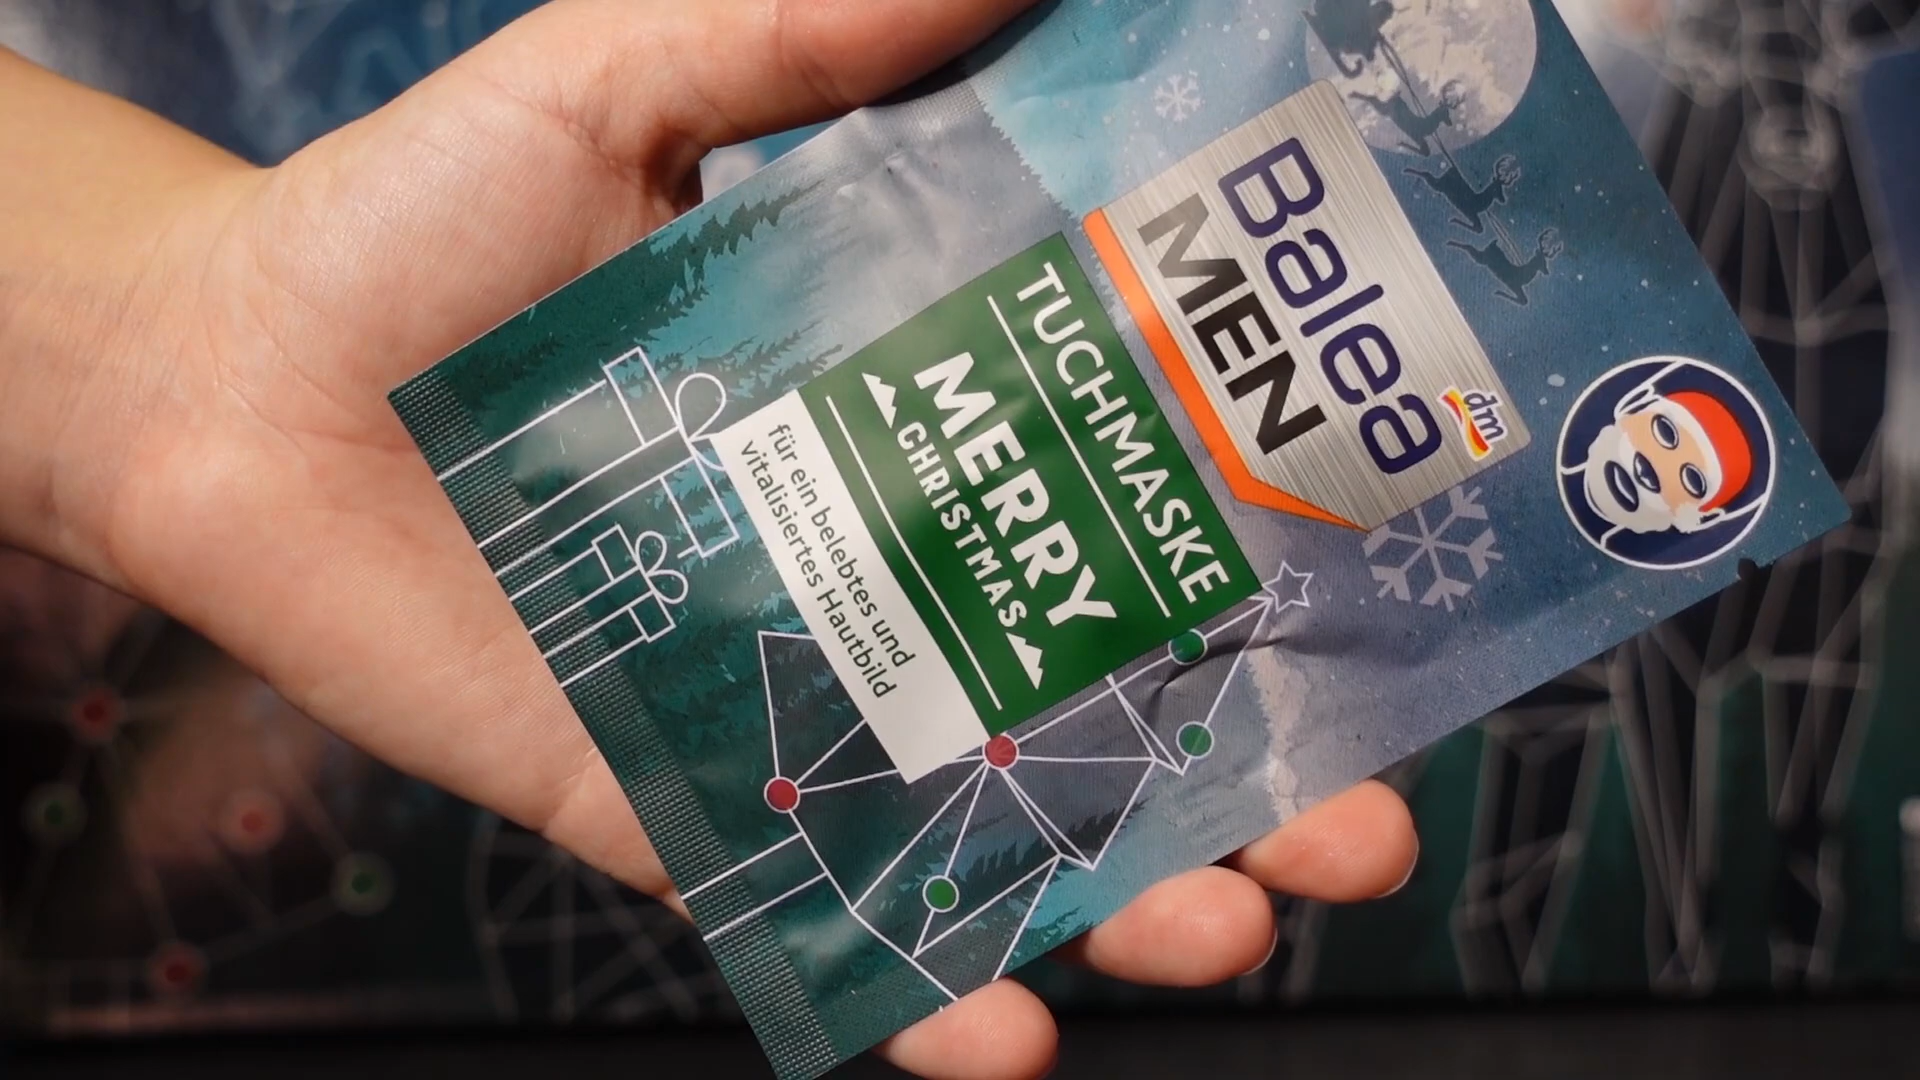 Balea
MEN
dm
TUCHMASKE
MERRY
CHRISTMAS
für ein belebtes und
vitalisiertes Hautbild